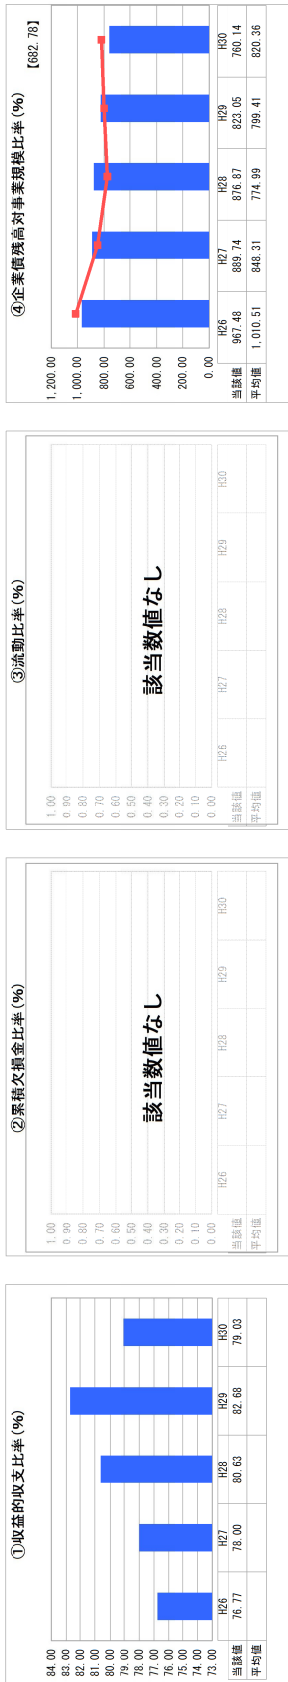 ①収益的収支比率(%)
84.00
83.00
82.00
81.00
80.00
79.00
78.00
77.00
76.00
75.00
74.00
73.00
H26 H27 H28 H29 H30
当該値 76.77 78.00 80.63 82.68 79.03
平均値
②累積欠損金比率(%)
1.00
0.90
0.80
0.70
0.60
0.50
0.40
0.30
0.20
0.10
0.00
該当数値なし
H26 H27 H28 H29 H30
当該値
平均値
③流動比率(%)
1.00
0.90
0.80
0.70
0.60
0.50
0.40
0.30
0.20
0.10
0.00
該当数値なし
H26 H27 H28 H29 H30
当該値
平均値
④企業債残高対事業規模比率(%)
【682.78】
1,200.00
1,000.00
800.00
600.00
400.00
200.00
0.00
H26 H27 H28 H29 H30
当該値 967.48 889.74 876.87 823.05 760.14
平均値 1,010.51 848.31 774.99 799.41 820.36